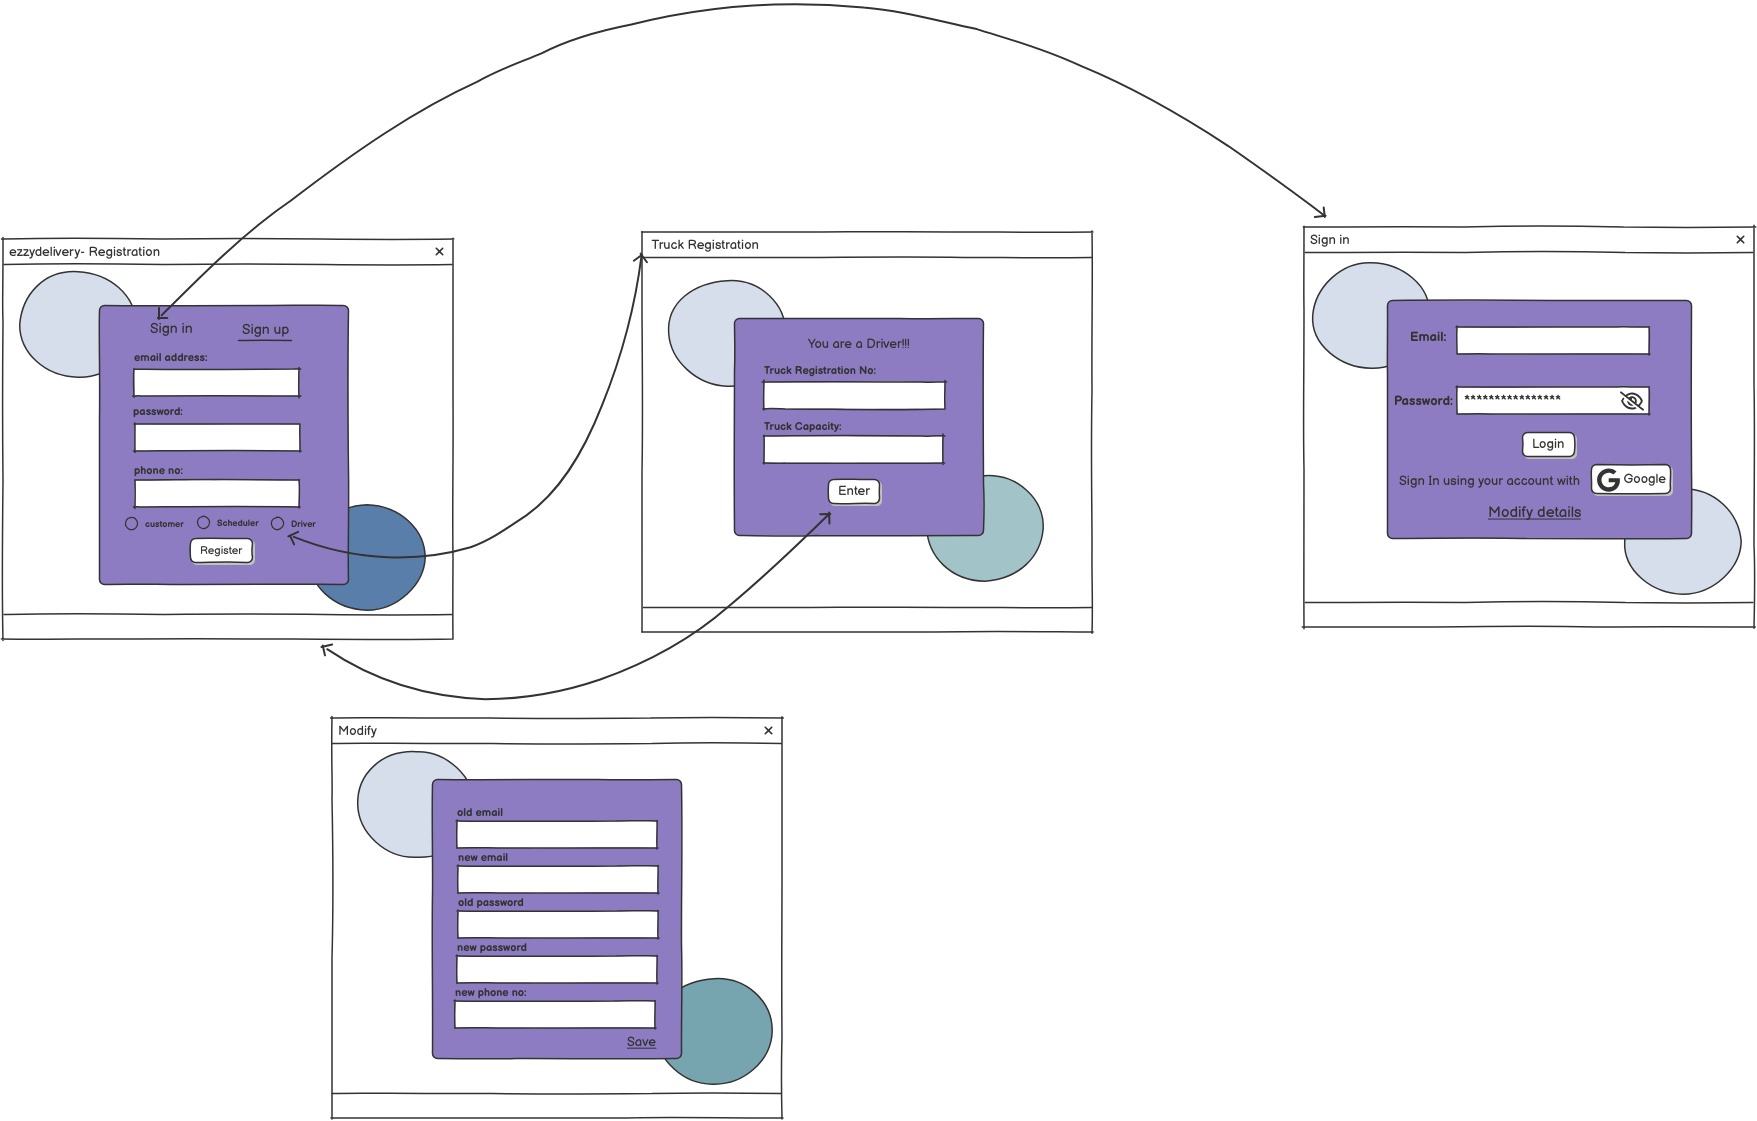 ezzydelivery- Registration
Sign in
Sign up
email address:
password:
phone no:
customer
Scheduler
Driver
Register
Truck Registration
You are a Driver!!!
Truck Registration No:
Truck Capacity:
Enter
Sign in
Email:
Password: ****************
Login
Sign In using your account with
Google
Modify details
Modify
old email
new email
old password
new password
new phone no:
Save